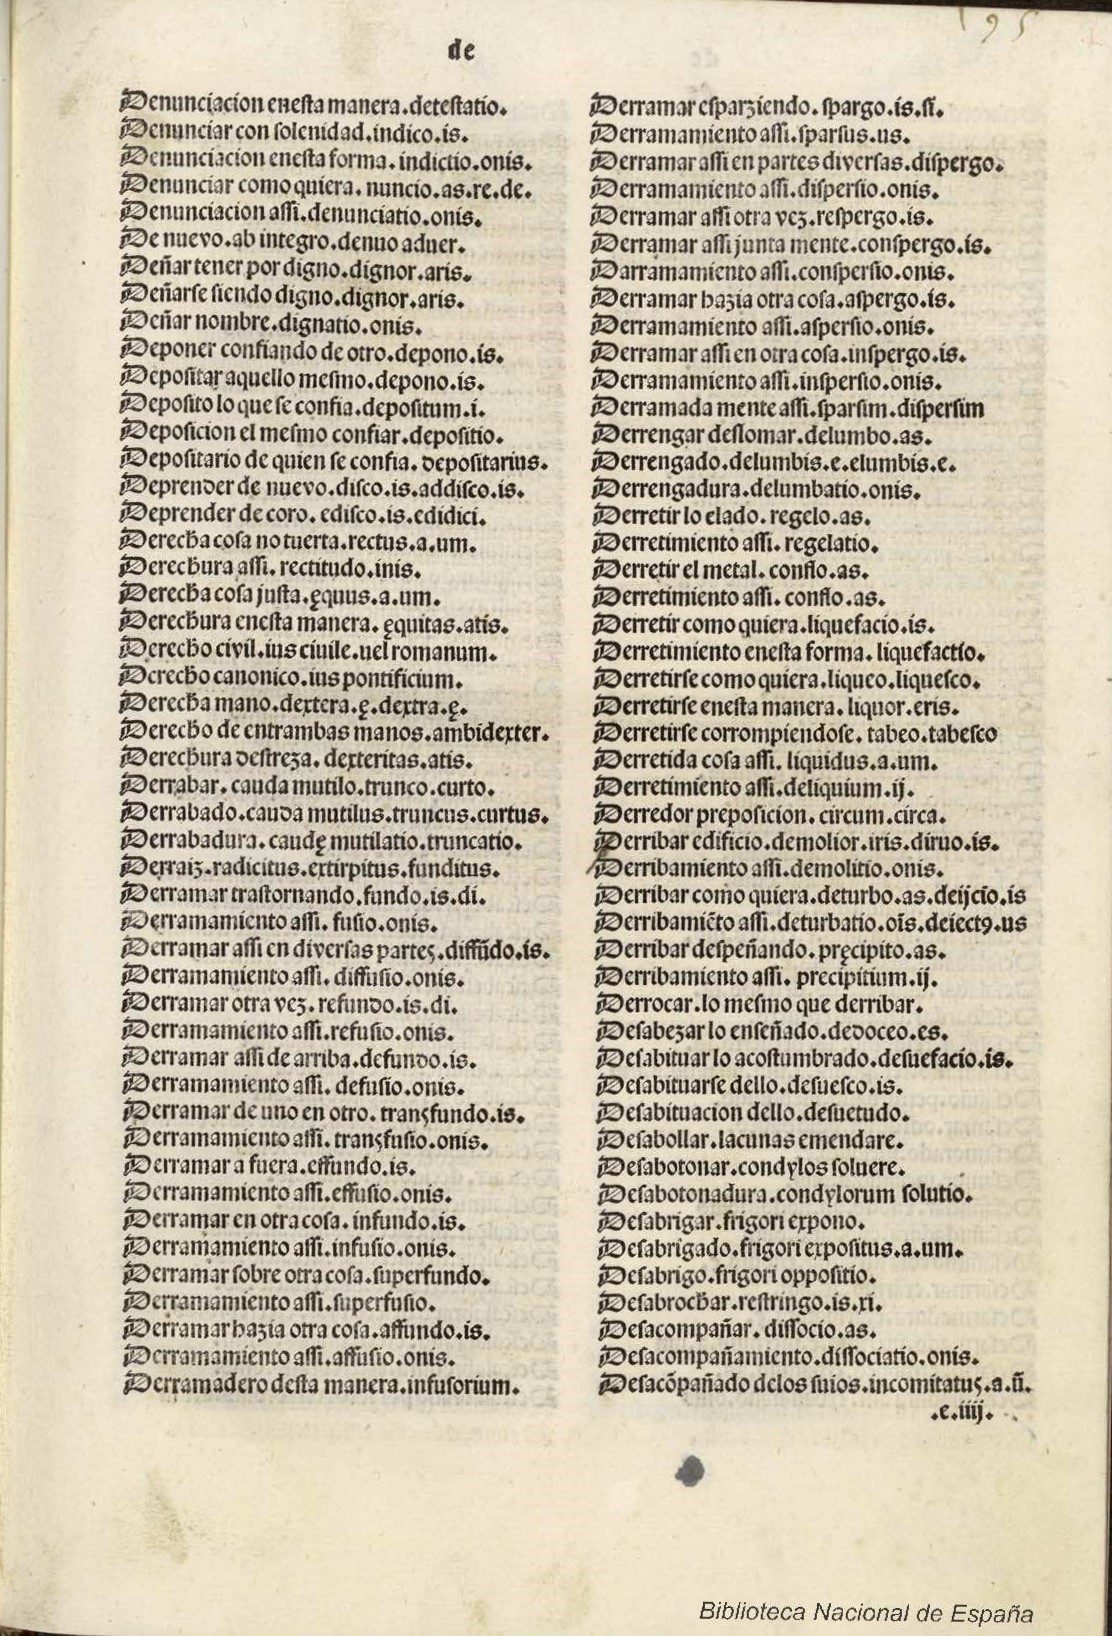 195
de
Denunciacion enesta manera.detestatio.
Denunciar con solenidad.indico.is.
Denunciacion enesta forma.indictio.onis.
Denunciar como quiera.nuncio.as.re.de.
Denunciacion assi.denunciatio.onis.
De nuevo.ab integro.denuo aduer.
Deñar tener por digno.dignor.aris.
Deñarse siendo digno.dignor.aris.
Deñar nombre.dignatio.onis.
Deponer confiando de otro.depono.is.
Depositar aquello mesmo.depono.is.
Deposito lo que se confia.depositum.i.
Deposicion el mesmo confiar.depositio.
Depositario de quien se confia.depositarius.
Deprender de nuevo.disco.is.addisco.is.
Deprender de coro.edisco.is.edidici.
Derecha cosa no tuerta.rectus.a.um.
Derechura assi.rectitudo.inis.
Derecha cosa justa.ęquus.a.um.
Derechura enesta manera.ęquitas.atis.
Derecho civil.ius ciuile.uel romanum.
Derecho canonico.ius pontificium.
Derecha mano.dextera.ę.dextra.ę.
Derecho de entrambas manos.ambidexter.
Derechura destreza.dexteritas.atis.
Derrabar.cauda mutilo.trunco.curto.
Derrabado.cauda mutilus.truncus.curtus.
Derrabadura.caudę mutilatio.truncatio.
Derraiz.radicitus.extirpitus.funditus.
Derramar trastornando.fundo.is.di.
Derramamiento assi.fusio.onis.
Derramar assi en diversas partes.diffũdo.is.
Derramamiento assi.diffusio.onis.
Derramar otra vez.refundo.is.di.
Derramamiento assi.refusio.onis.
Derramar assi de arriba.defundo.is.
Derramamiento assi.defusio.onis.
Derramar de uno en otro.transfundo.is.
Derramamiento assi.transfusio.onis.
Derramar a fuera.effundo.is.
Derramamiento assi.effusio.onis.
Derramar en otra cosa.infundo.is.
Derramamiento assi.infusio.onis.
Derramar sobre otra cosa.superfundo.
Derramamiento assi.superfusio.
Derramar hazia otra cosa.affundo.is.
Derramamiento assi.affusio.onis.
Derramadero desta manera.infusorium.
Derramar esparziendo.spargo.is.si.
Derramamiento assi.sparsus.us.
Derramar assi en partes diversas.dispergo.
Derramamiento assi.dispersio.onis.
Derramar assi otra vez.respergo.is.
Derramar assi junta mente.conspergo.is.
Darramamiento assi.conspersio.onis.
Derramar hazia otra cosa.aspergo.is.
Derramamiento assi.aspersio.onis.
Derramar assi en otra cosa.inspergo.is.
Derramamiento assi.inspersio.onis.
Derramada mente assi.sparsim.dispersim
Derrengar deslomar.delumbo.as.
Derrengado.delumbis.e.elumbis.e.
Derrengadura.delumbatio.onis.
Derretir lo elado.regelo.as.
Derretimiento assi.regelatio.
Derretir el metal.conflo.as.
Derretimiento assi.conflo.as.
Derretir como quiera.liquefacio.is.
Derretimiento enesta forma.liquefactio.
Derretirse como quiera.liqueo.liquesco.
Derretirse enesta manera.liquor.eris.
Derretirse corrompiendose.tabeo.tabesco
Derretida cosa assi.liquidus.a.um.
Derretimiento assi.deliquium.ij.
Derredor preposicion.circum.circa.
Derribar edificio.demolior.iris.diruo.is.
Derribamiento assi.demolitio.onis.
Derribar como quiera.deturbo.as.deijcio.is
Derribamiẽto assi.deturbatio.oĩs.deiectꝰ.us
Derribar despeñando.pręcipito.as.
Derribamiento assi.precipitium.ij.
Derrocar.lo mesmo que derribar.
Desabezar lo enseñado.dedoceo.es.
Desabituar lo acostumbrado.desuefacio.is.
Desabituarse dello.desuesco.is.
Desabituacion dello.desuetudo.
Desabollar.lacunas emendare.
Desabotonar.condylos soluere.
Desabotonadura.condylorum solutio.
Desabrigar.frigori expono.
Desabrigado.frigori expositus.a.um.
Desabrigo.frigori oppositio.
Desabrochar.restringo.is.xi.
Desacompañar.dissocio.as.
Desacompañamiento.dissociatio.onis.
Desacõpañado delos suios.incomitatus.a.ũ.
.e.iiij.
Biblioteca Nacional de España